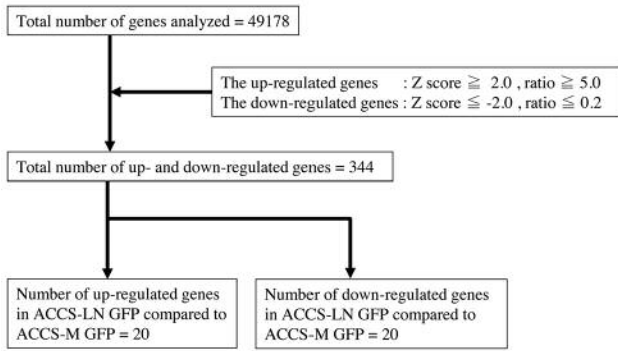 Total number of genes analyzed = 49178
The up-regulated genes : Z score ≧ 2.0 , ratio ≧ 5.0
The down-regulated genes : Z score ≦ -2.0 , ratio ≦ 0.2
Total number of up- and down-regulated genes = 344
Number of up-regulated genes
in ACCS-LN GFP compared to
ACCS-M GFP = 20
Number of down-regulated genes
in ACCS-LN GFP compared to
ACCS-M GFP = 20